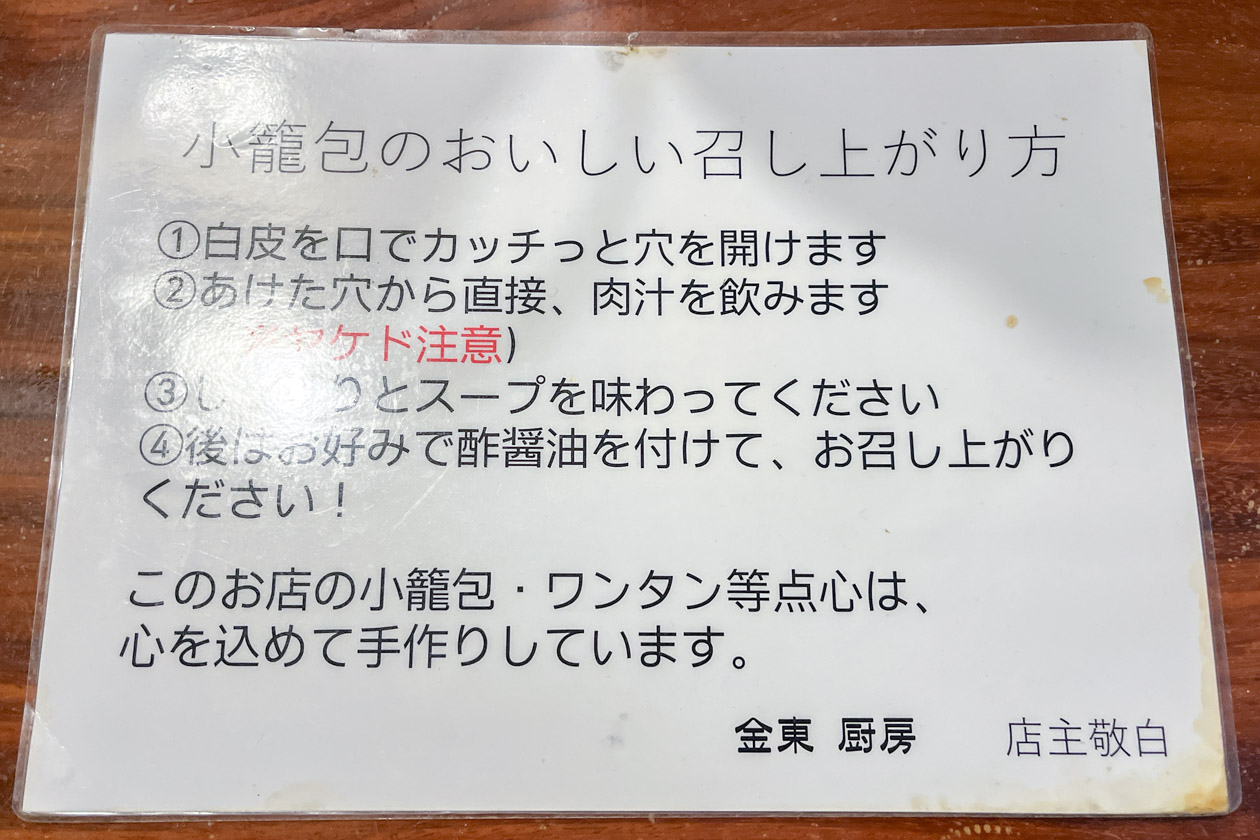 小籠包のおいしい召し上がり方
①白皮を口でカッチっと穴を開けます
②あけた穴から直接、肉汁を飲みます
ヤケド注意)
③し りとスープを味わってください
④後はお好みで酢醤油を付けて、お召し上がり
ください！
このお店の小籠包・ワンタン等点心は、
心を込めて手作りしています。
金東 厨房 店主敬白